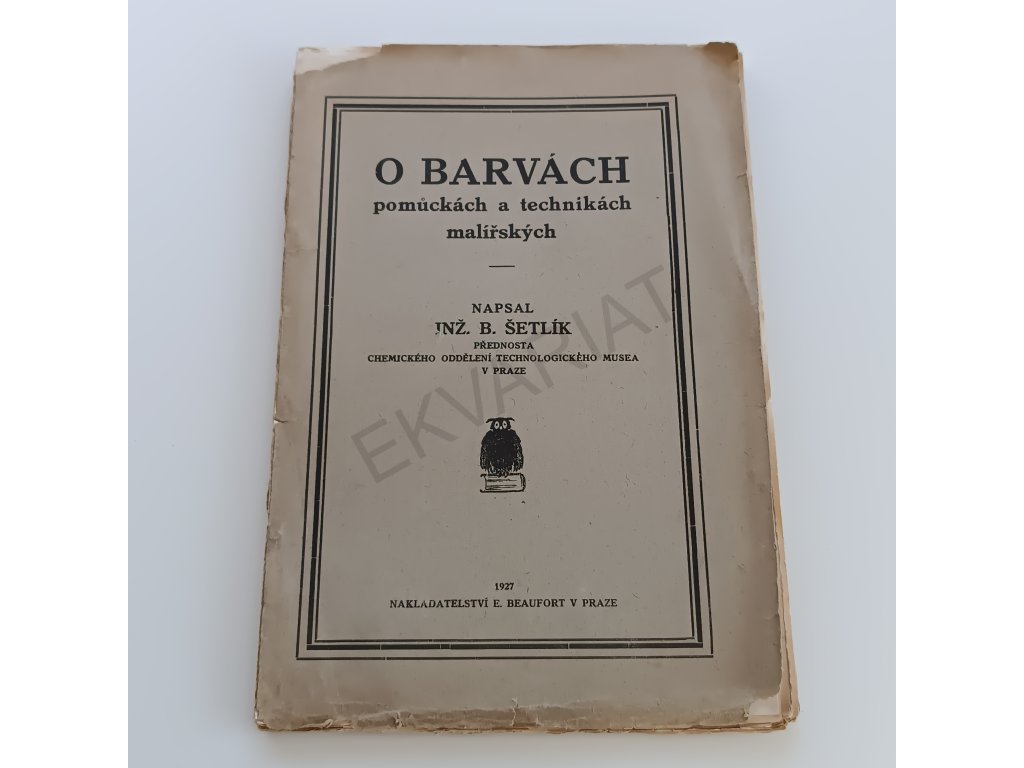 O BARVÁCH
pomůckách a technikách
malířských
NAPSAL
INŽ. B. ŠETLÍK
PŘEDNOSTA
CHEMICKÉHO ODDĚLENÍ TECHNOLOGICKÉHO MUSEA
V PRAZE
EKVARIAT
1927
NAKLADATELSTVÍ E. BEAUFORT V PRAZE